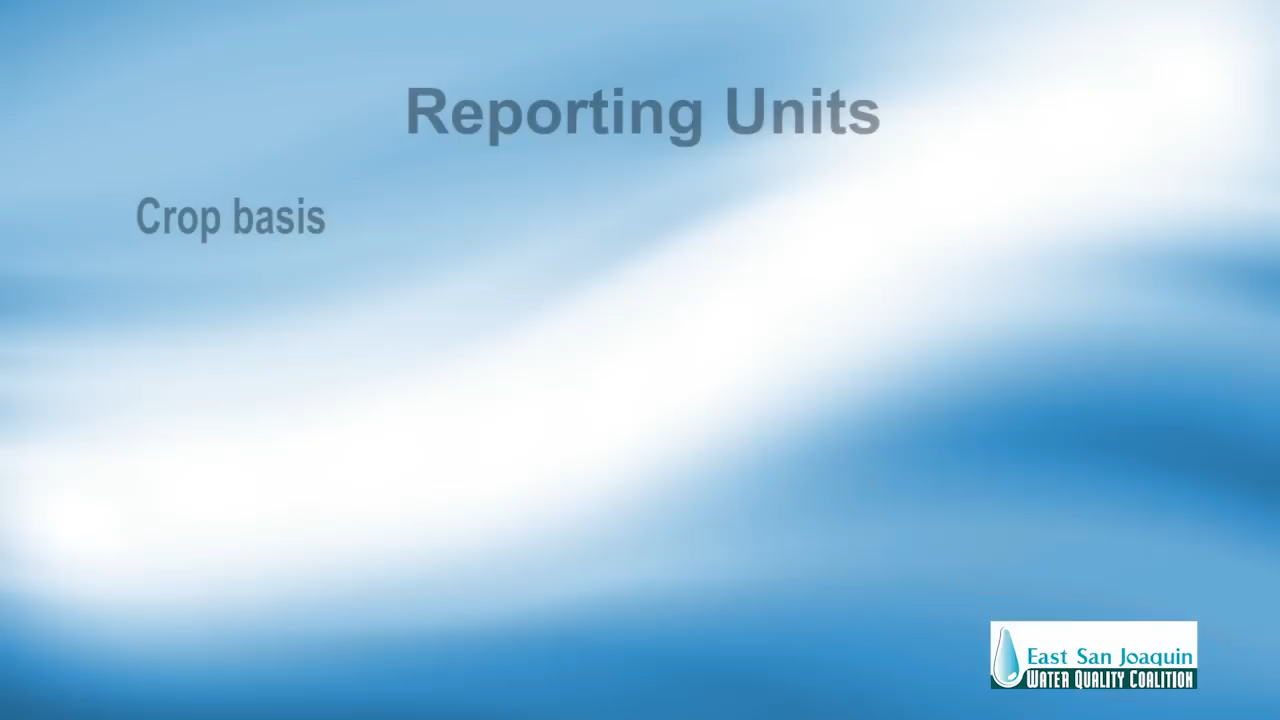 Reporting Units
Crop basis
East San Joaquin
WATER QUALITY COALITION